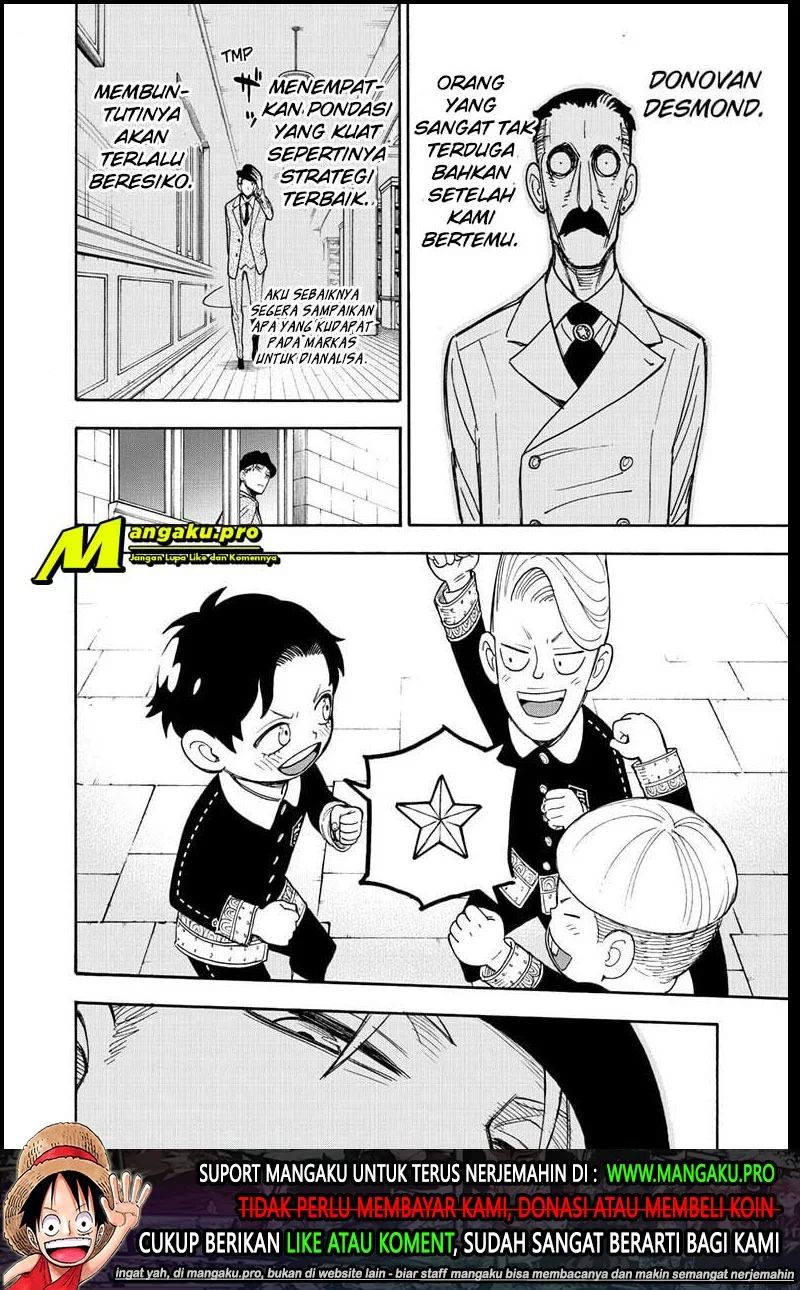 DONOVAN
DESMOND.
ORANG
YANG
SANGAT TAK
TERDUGA
BAHKAN
SETELAH
KAMI
BERTEMU.
TMP
MENEMPAT-
KAN PONDASI
YANG KUAT
SEPERTINYA
STRATEGI
TERBAIK.
MEMBUN-
TUTINYA
AKAN
TERLALU
BERESIKO.
AKU SEBAIKNYA
SEGERA SAMPAIKAN
APA YANG KUDAPAT
PADA MARKAS
UNTUK DIANALISA.
Mangaku.pro
Jangan Lupa Like dan Komennya
SUPORT MANGAKU UNTUK TERUS NERJEMAHIN DI : WWW.MANGAKU.PRO
TIDAK PERLU MEMBAYAR KAMI, DONASI ATAU MEMBELI KOIN
CUKUP BERIKAN LIKE ATAU KOMENT, SUDAH SANGAT BERARTI BAGI KAMI
ingat yah, di mangaku.pro, bukan di website lain - biar staff mangaku bisa membacanya dan makin semangat nerjemahin